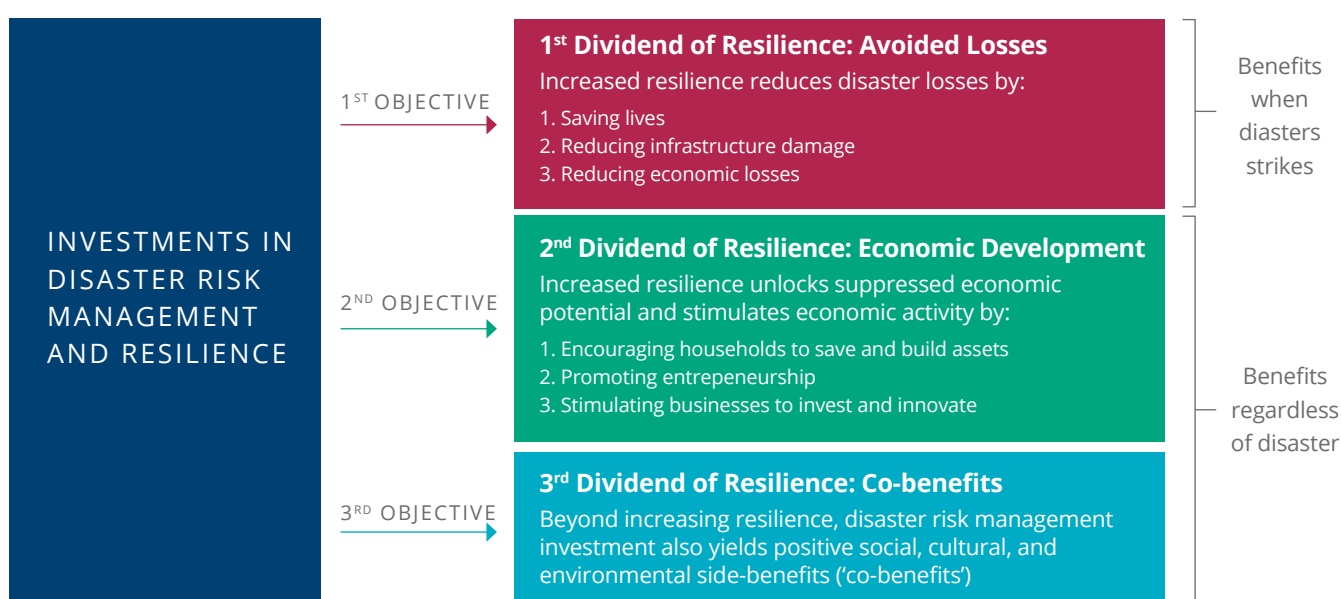 INVESTMENTS IN
DISASTER RISK
MANAGEMENT
AND RESILIENCE
1ST OBJECTIVE
1st Dividend of Resilience: Avoided Losses
Increased resilience reduces disaster losses by:
1. Saving lives
2. Reducing infrastructure damage
3. Reducing economic losses
Benefits
when
diasters
strikes
2ND OBJECTIVE
2nd Dividend of Resilience: Economic Development
Increased resilience unlocks suppressed economic
potential and stimulates economic activity by:
1. Encouraging households to save and build assets
2. Promoting entrepeneurship
3. Stimulating businesses to invest and innovate
3RD OBJECTIVE
3rd Dividend of Resilience: Co-benefits
Beyond increasing resilience, disaster risk management
investment also yields positive social, cultural, and
environmental side-benefits (‘co-benefits’)
Benefits
regardless
of disaster